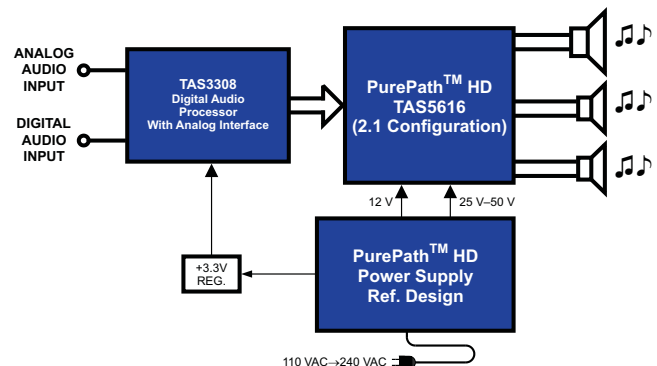 ANALOG
AUDIO
INPUT
DIGITAL
AUDIO
INPUT
TAS3308
Digital Audio
Processor
With Analog Interface
PurePath™ HD
TAS5616
(2.1 Configuration)
12 V
25 V–50 V
+3.3V
REG.
PurePath™ HD
Power Supply
Ref. Design
110 VAC→240 VAC